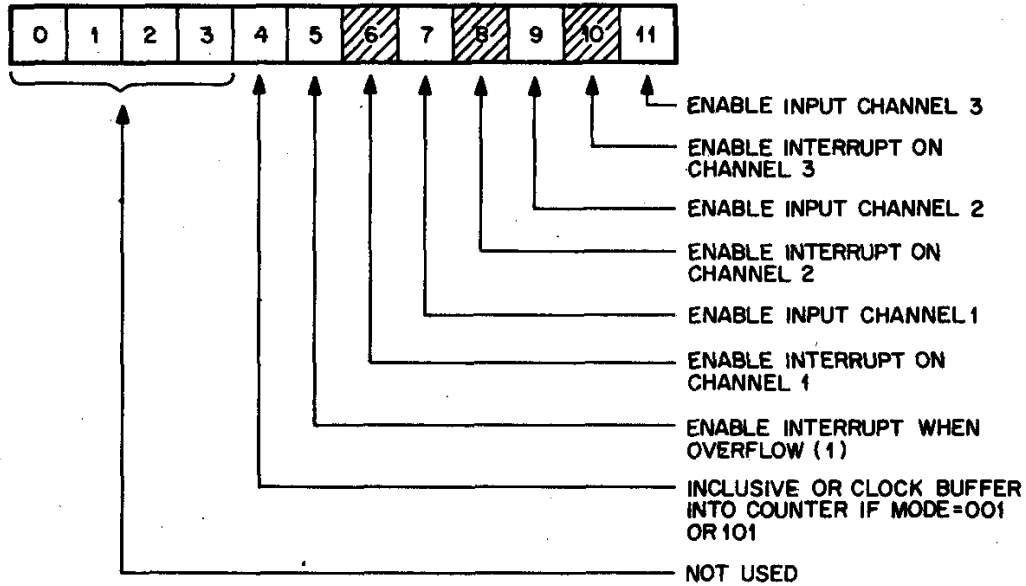 0 1 2 3 4 5 6 7 8 9 10 11
ENABLE INPUT CHANNEL 3
ENABLE INTERRUPT ON
CHANNEL 3
ENABLE INPUT CHANNEL 2
ENABLE INTERRUPT ON
CHANNEL 2
ENABLE INPUT CHANNEL 1
ENABLE INTERRUPT ON
CHANNEL 1
ENABLE INTERRUPT WHEN
OVERFLOW (1)
INCLUSIVE OR CLOCK BUFFER
INTO COUNTER IF MODE=001
OR 101
NOT USED